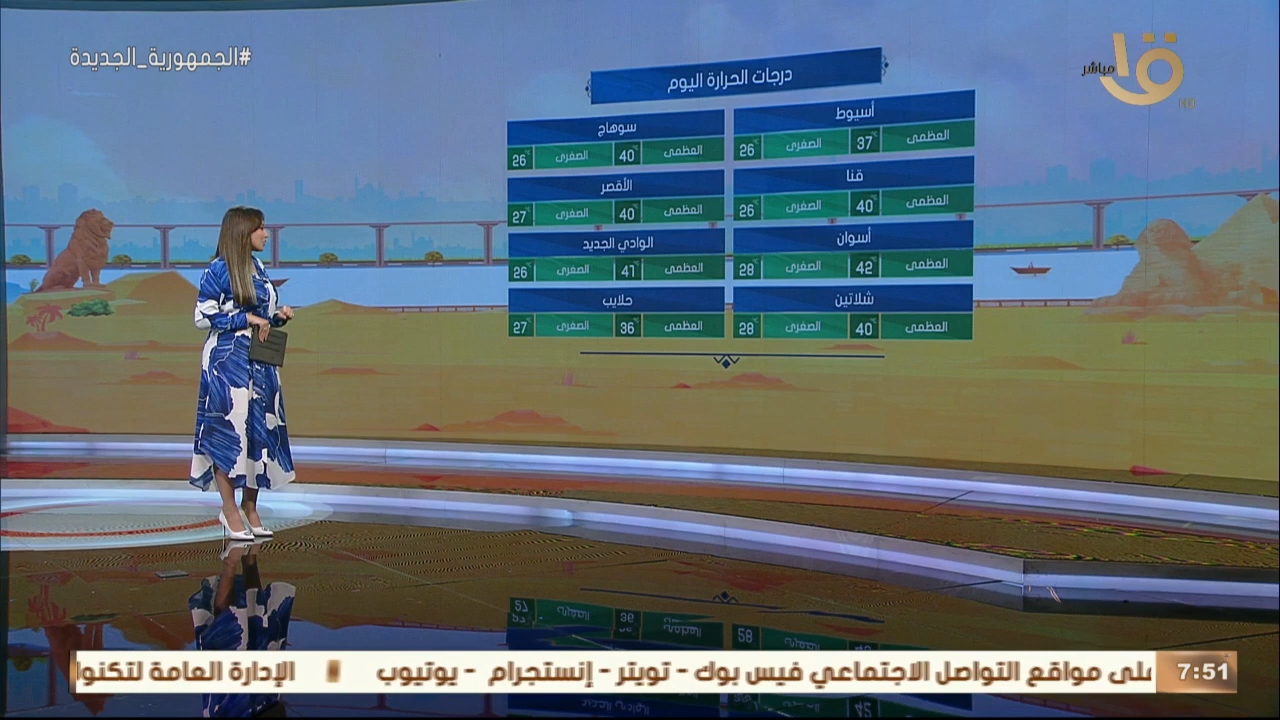 #الجمهورية_الجديدة
مباشر
HD
درجات الحرارة اليوم
أسيوط
العظمى 37°C الصغرى 26°C
سوهاج
العظمى 40°C الصغرى 26°C
قنا
العظمى 40°C الصغرى 26°C
الأقصر
العظمى 40°C الصغرى 27°C
أسوان
العظمى 42°C الصغرى 28°C
الوادي الجديد
العظمى 41°C الصغرى 26°C
شلاتين
العظمى 40°C الصغرى 28°C
حلايب
العظمى 36°C الصغرى 27°C
7:51
على مواقع التواصل الاجتماعي فيس بوك - تويتر - إنستجرام - يوتيوب الإدارة العامة لتكنوا